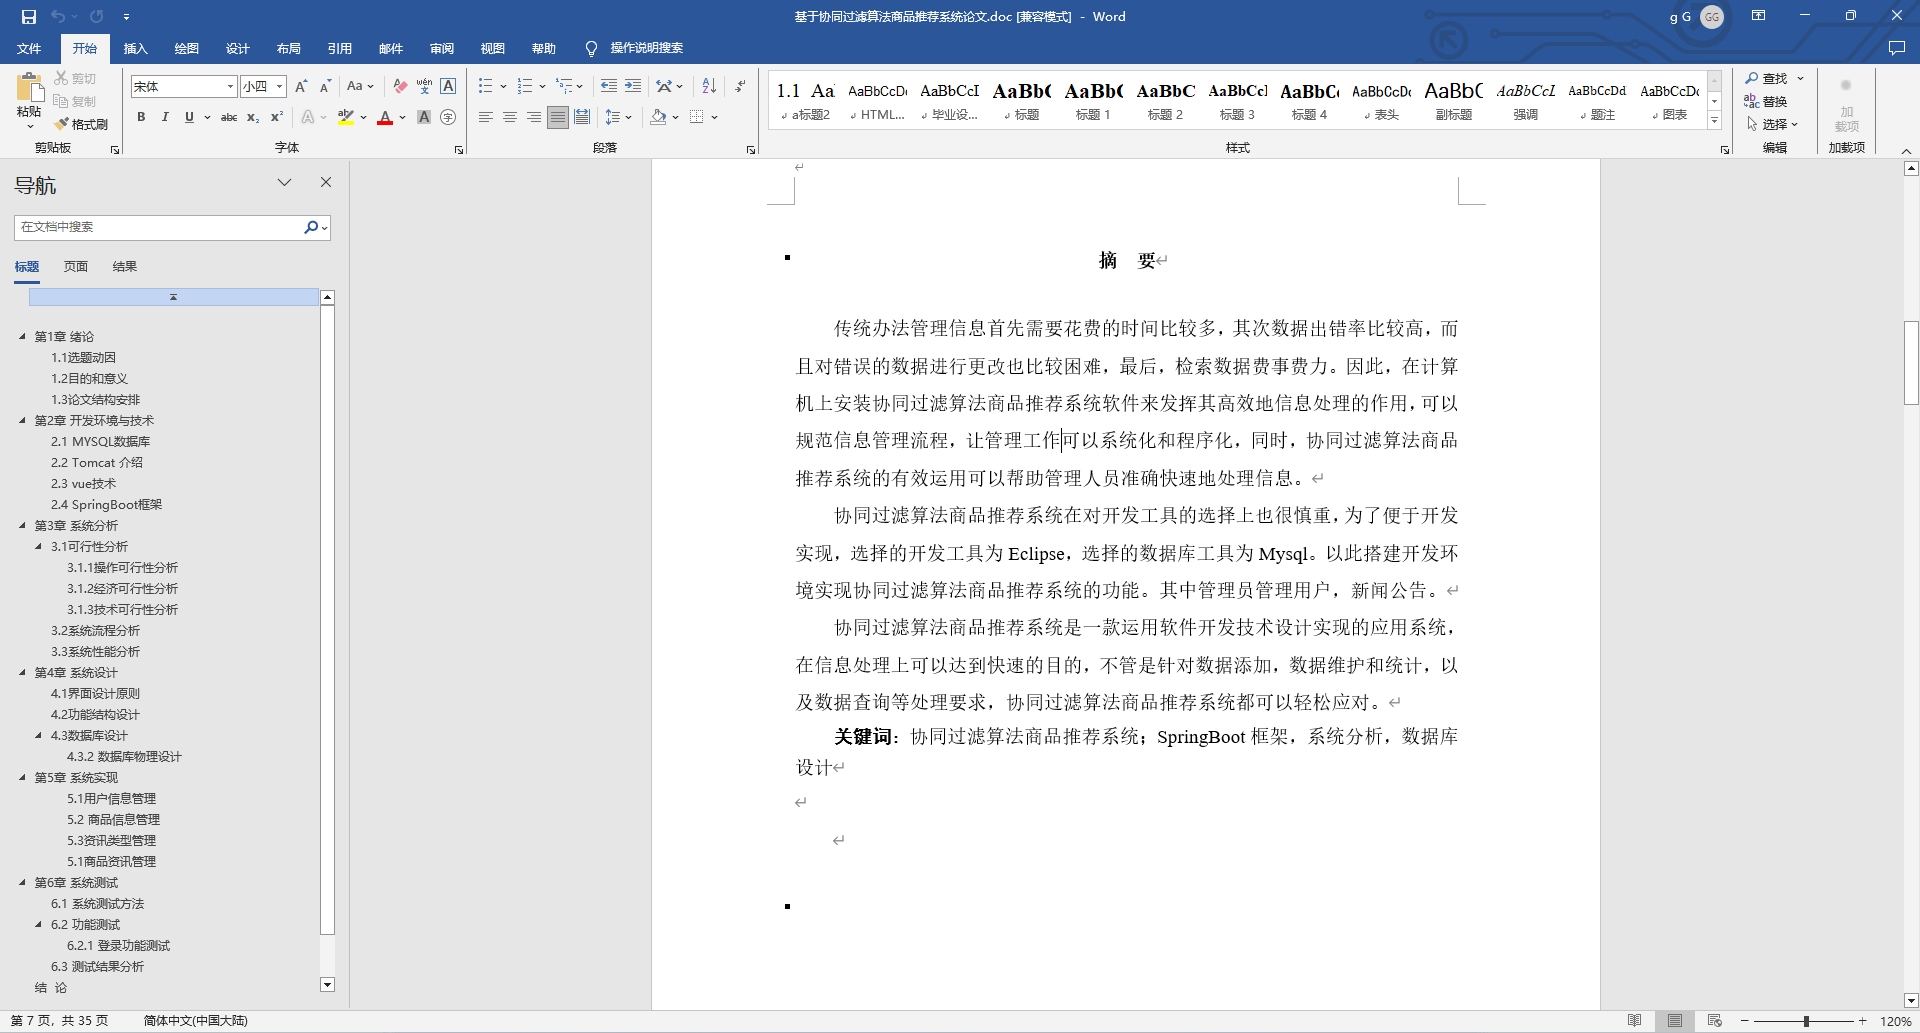 基于协同过滤算法商品推荐系统论文.doc [兼容模式] - Word
g G
GG
文件 开始 插入 绘图 设计 布局 引用 邮件 审阅 视图 帮助 操作说明搜索
粘贴
剪切
复制
格式刷
剪贴板
宋体 小四
字体
段落
1.1 Aa AaBbCcDc AaBbCcI AaBb( AaBb( AaBbC AaBbCcI AaBbC( AaBbCcDc AaBbC AaBbCcL AaBbCcDd AaBbCcDc
a标题2 HTML... 毕业设... 标题 标题 1 标题 2 标题 3 标题 4 表头 副标题 强调 题注 图表
样式
查找
替换
选择
编辑
加载项
加载项
导航
在文档中搜索
标题 页面 结果
第1章 绪论
1.1选题动因
1.2目的和意义
1.3论文结构安排
第2章 开发环境与技术
2.1 MYSQL数据库
2.2 Tomcat 介绍
2.3 vue技术
2.4 SpringBoot框架
第3章 系统分析
3.1可行性分析
3.1.1操作可行性分析
3.1.2经济可行性分析
3.1.3技术可行性分析
3.2系统流程分析
3.3系统性能分析
第4章 系统设计
4.1界面设计原则
4.2功能结构设计
4.3数据库设计
4.3.2 数据库物理设计
第5章 系统实现
5.1用户信息管理
5.2 商品信息管理
5.3资讯类型管理
5.1商品资讯管理
第6章 系统测试
6.1 系统测试方法
6.2 功能测试
6.2.1 登录功能测试
6.3 测试结果分析
结 论
摘 要
传统办法管理信息首先需要花费的时间比较多，其次数据出错率比较高，而
且对错误的数据进行更改也比较困难，最后，检索数据费事费力。因此，在计算
机上安装协同过滤算法商品推荐系统软件来发挥其高效地信息处理的作用，可以
规范信息管理流程，让管理工作可以系统化和程序化，同时，协同过滤算法商品
推荐系统的有效运用可以帮助管理人员准确快速地处理信息。
协同过滤算法商品推荐系统在对开发工具的选择上也很慎重，为了便于开发
实现，选择的开发工具为 Eclipse，选择的数据库工具为 Mysql。以此搭建开发环
境实现协同过滤算法商品推荐系统的功能。其中管理员管理用户，新闻公告。
协同过滤算法商品推荐系统是一款运用软件开发技术设计实现的应用系统，
在信息处理上可以达到快速的目的，不管是针对数据添加，数据维护和统计，以
及数据查询等处理要求，协同过滤算法商品推荐系统都可以轻松应对。
关键词：协同过滤算法商品推荐系统；SpringBoot 框架，系统分析，数据库
设计
第 7 页，共 35 页 简体中文(中国大陆)
120%